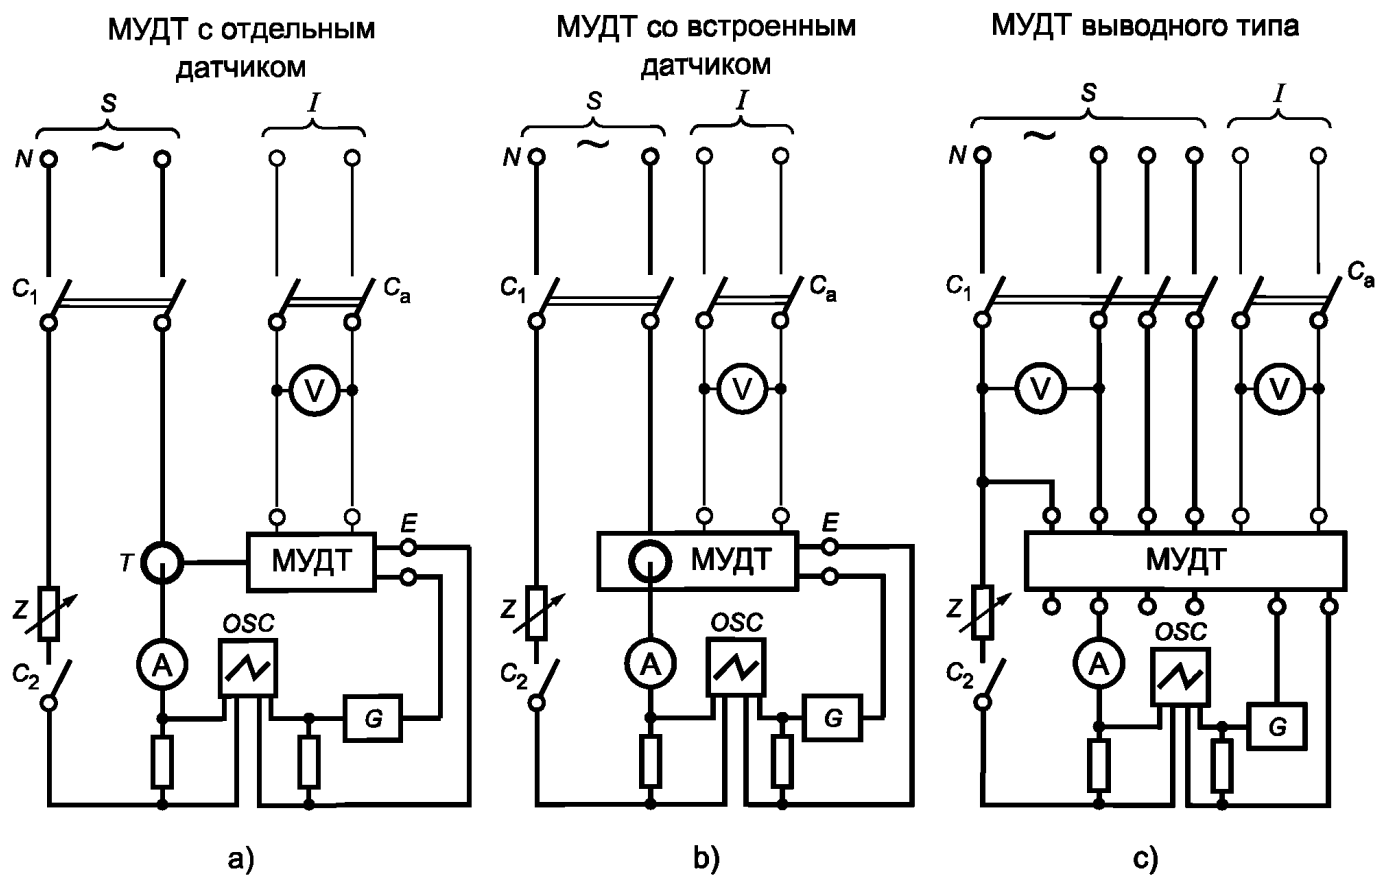 МУДТ с отдельным
датчиком
S
I
~
N
C1
Ca
V
E
T
МУДТ
Z
OSC
A
C2
G
a)
МУДТ со встроенным
датчиком
S
I
~
N
C1
Ca
V
E
МУДТ
Z
OSC
A
C2
G
b)
МУДТ выводного типа
S
I
~
N
C1
Ca
V
V
МУДТ
Z
OSC
A
C2
G
c)